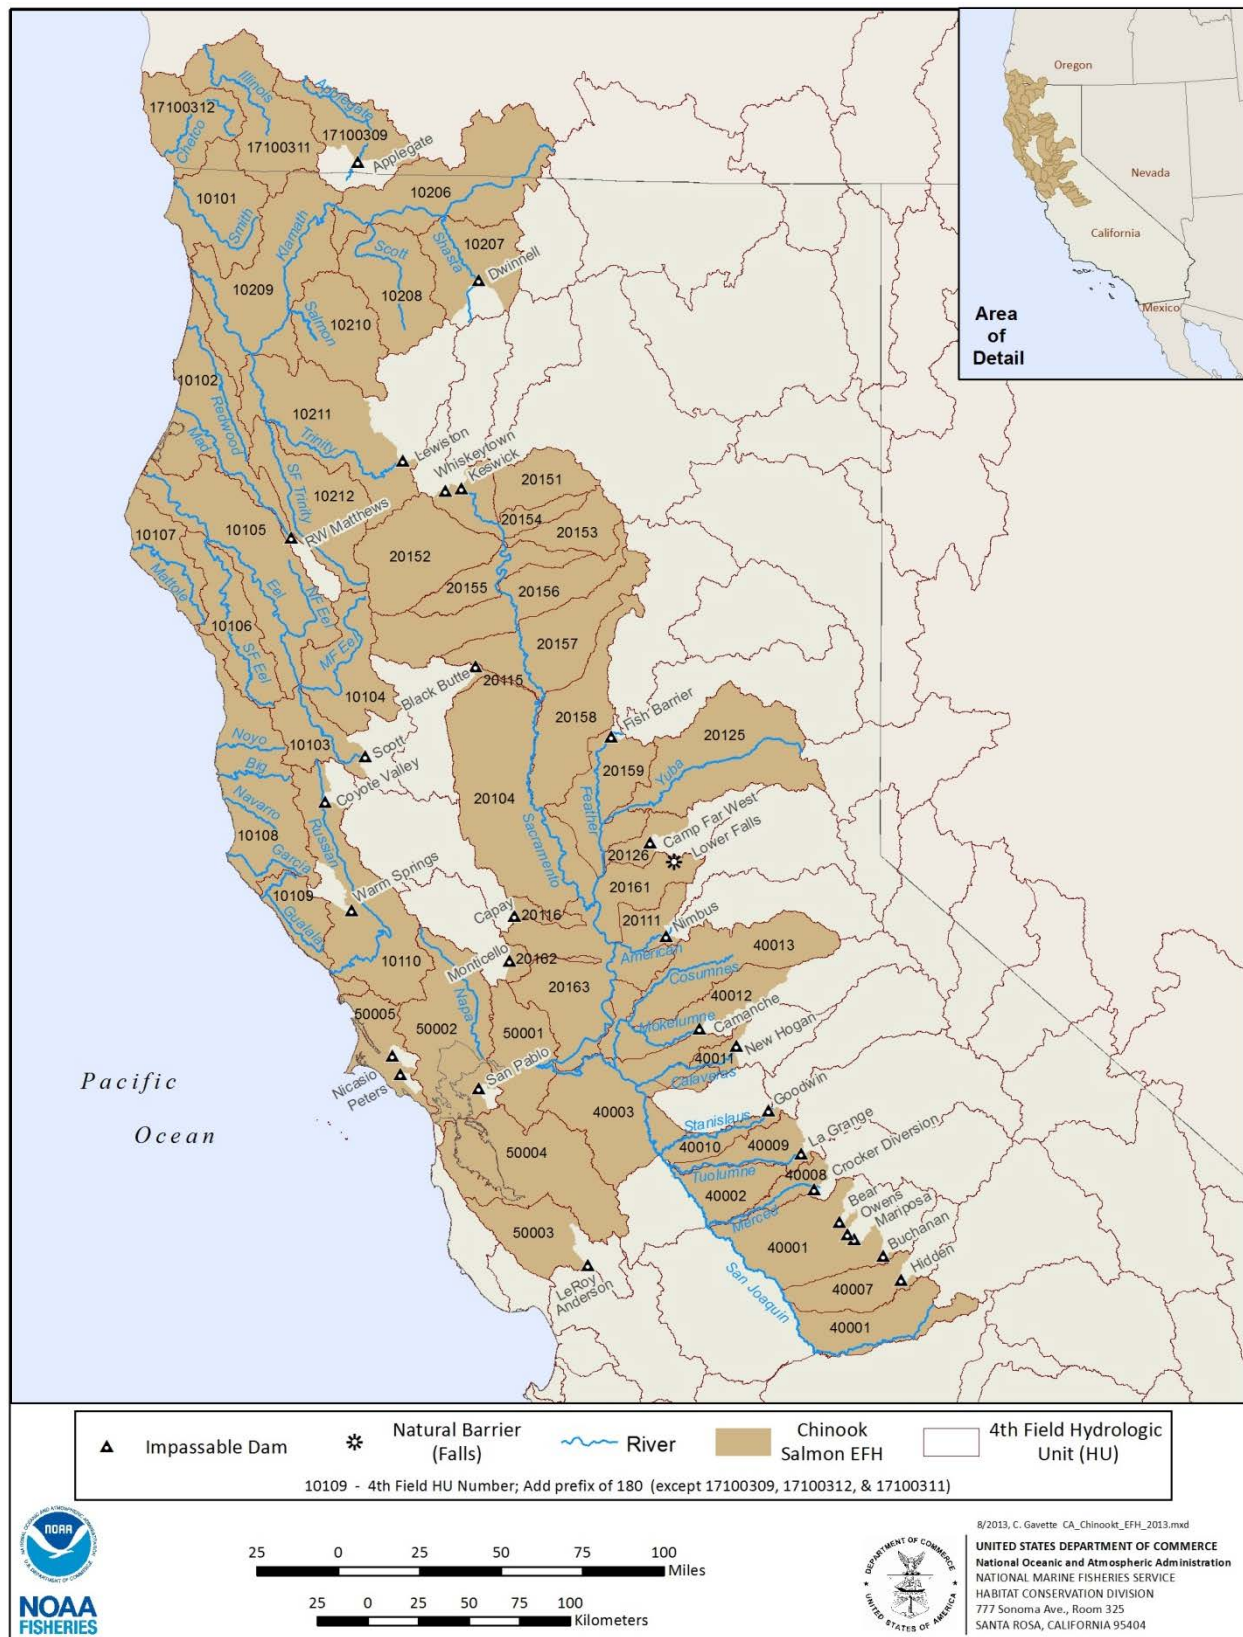 Oregon
Nevada
California
Mexico
Area
of
Detail
Illinois
Applegate
17100312
17100309
Chetco
17100311
Applegate
10101
10206
Smith
Klamath
Scott
Shasta
10207
Dwinnell
10209
10208
Salmon
10210
10102
Redwood
10211
Trinity
Mad
Lewiston
Whiskeytown
Keswick
SF Trinity
10212
20151
20154
20153
RW Matthews
10107
10105
20152
20155
20156
Mattole
Eel
NF Eel
10106
MF Eel
SF Eel
20157
10104
Black Butte
20115
20158
Fish Barrier
20125
Noyo
10103
Scott
Big
20159
Yuba
Coyote Valley
20104
Feather
Navarro
Russian
Sacramento
Camp Far West
Lower Falls
10108
20126
Garcia
Warm Springs
20161
10109
Gualala
Capay
20116
20111
Nimbus
American
40013
10110
Monticello
20162
Cosumnes
Napa
20163
40012
50005
50002
50001
Mokelumne
Camanche
New Hogan
40011
Calaveras
Nicasio
Peters
San Pablo
Pacific
Ocean
40003
Goodwin
Stanislaus
40010
40009
La Grange
50004
Tuolumne
40008
Crocker Diversion
40002
Merced
Bear
Owens
Mariposa
50003
40001
Buchanan
LeRoy
Anderson
San Joaquin
Hidden
40007
40001
Impassable Dam
Natural Barrier
(Falls)
River
Chinook
Salmon EFH
4th Field Hydrologic
Unit (HU)
10109 - 4th Field HU Number; Add prefix of 180 (except 17100309, 17100312, & 17100311)
NOAA
NOAA
FISHERIES
25 0 25 50 75 100
Miles
25 0 25 50 75 100
Kilometers
DEPARTMENT OF COMMERCE
UNITED STATES OF AMERICA
8/2013, C. Gavette CA_Chinookt_EFH_2013.mxd
UNITED STATES DEPARTMENT OF COMMERCE
National Oceanic and Atmospheric Administration
NATIONAL MARINE FISHERIES SERVICE
HABITAT CONSERVATION DIVISION
777 Sonoma Ave., Room 325
SANTA ROSA, CALIFORNIA 95404